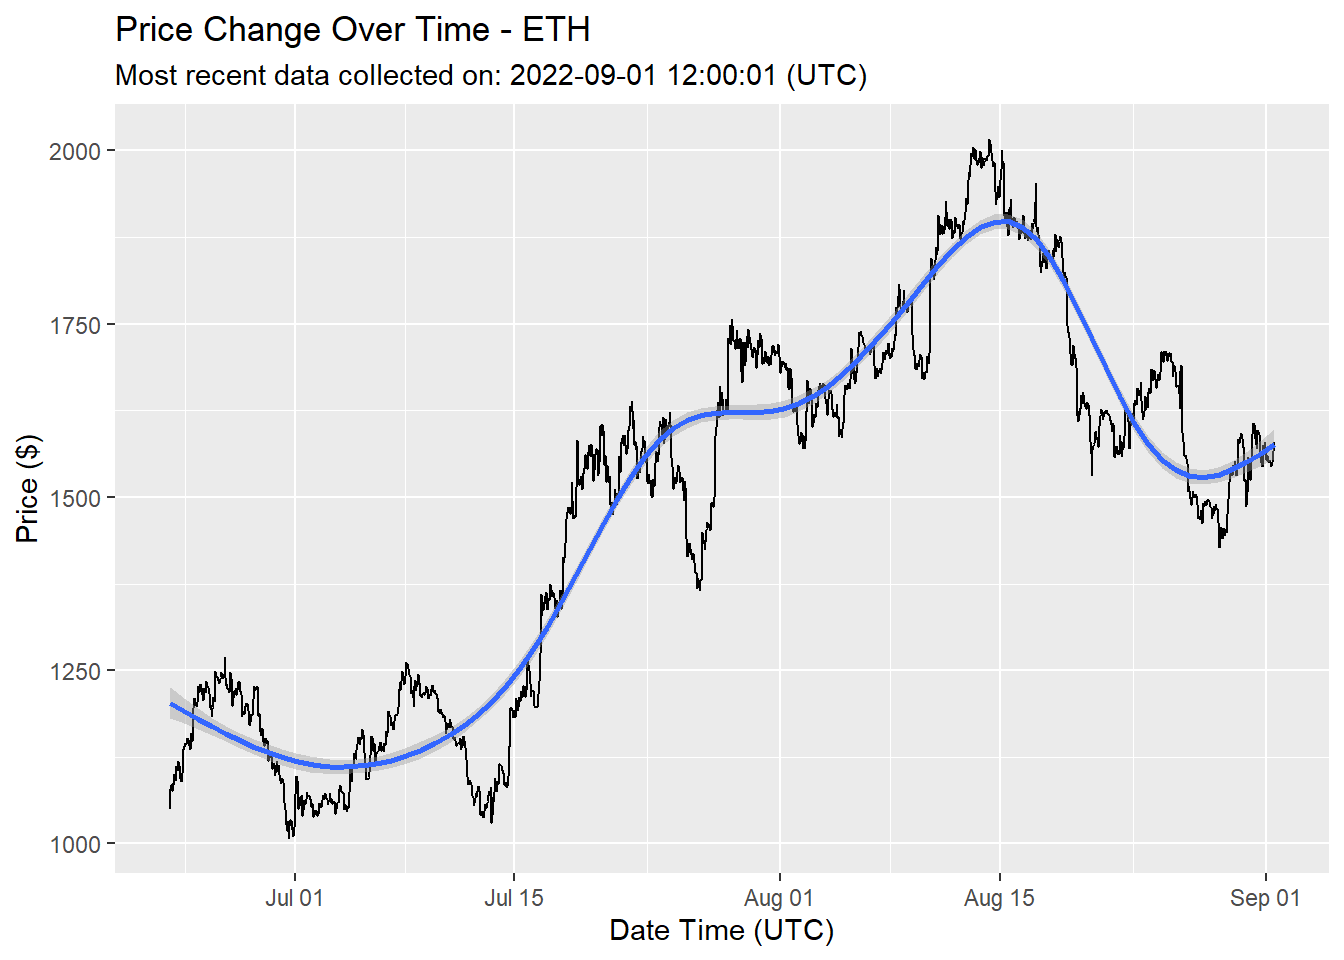 Price Change Over Time - ETH
Most recent data collected on: 2022-09-01 12:00:01 (UTC)
2000
1750
1500
1250
1000
Price ($)
Jul 01
Jul 15
Aug 01
Aug 15
Sep 01
Date Time (UTC)